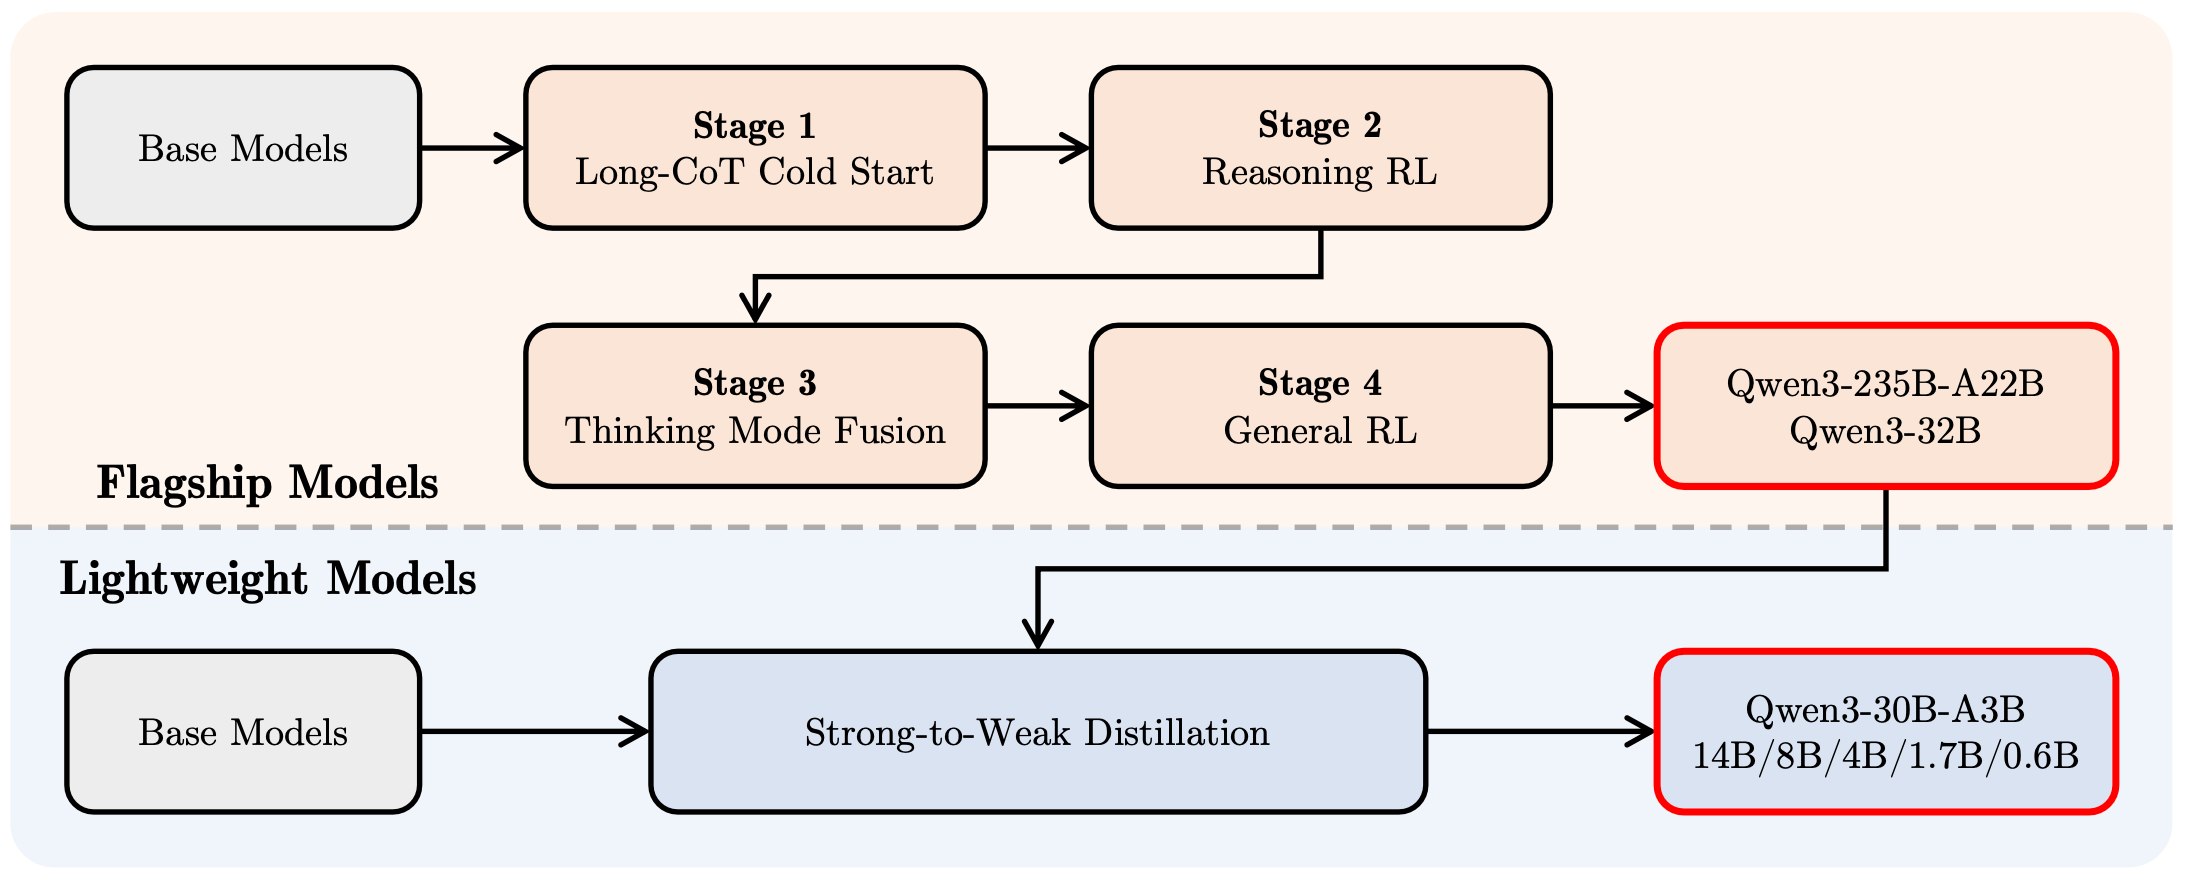 Base Models
Stage 1
Long-CoT Cold Start
Stage 2
Reasoning RL
Stage 3
Thinking Mode Fusion
Stage 4
General RL
Qwen3-235B-A22B
Qwen3-32B
Flagship Models
Lightweight Models
Base Models
Strong-to-Weak Distillation
Qwen3-30B-A3B
14B/8B/4B/1.7B/0.6B